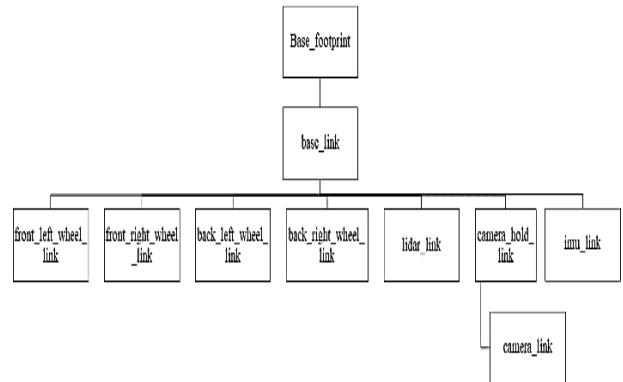 Base_footprint
base_link
front_left_wheel_
link
front_right_wheel
_link
back_left_wheel_
link
back_right_wheel_
link
lidar_link
camera_hold_
link
imu_link
camera_link